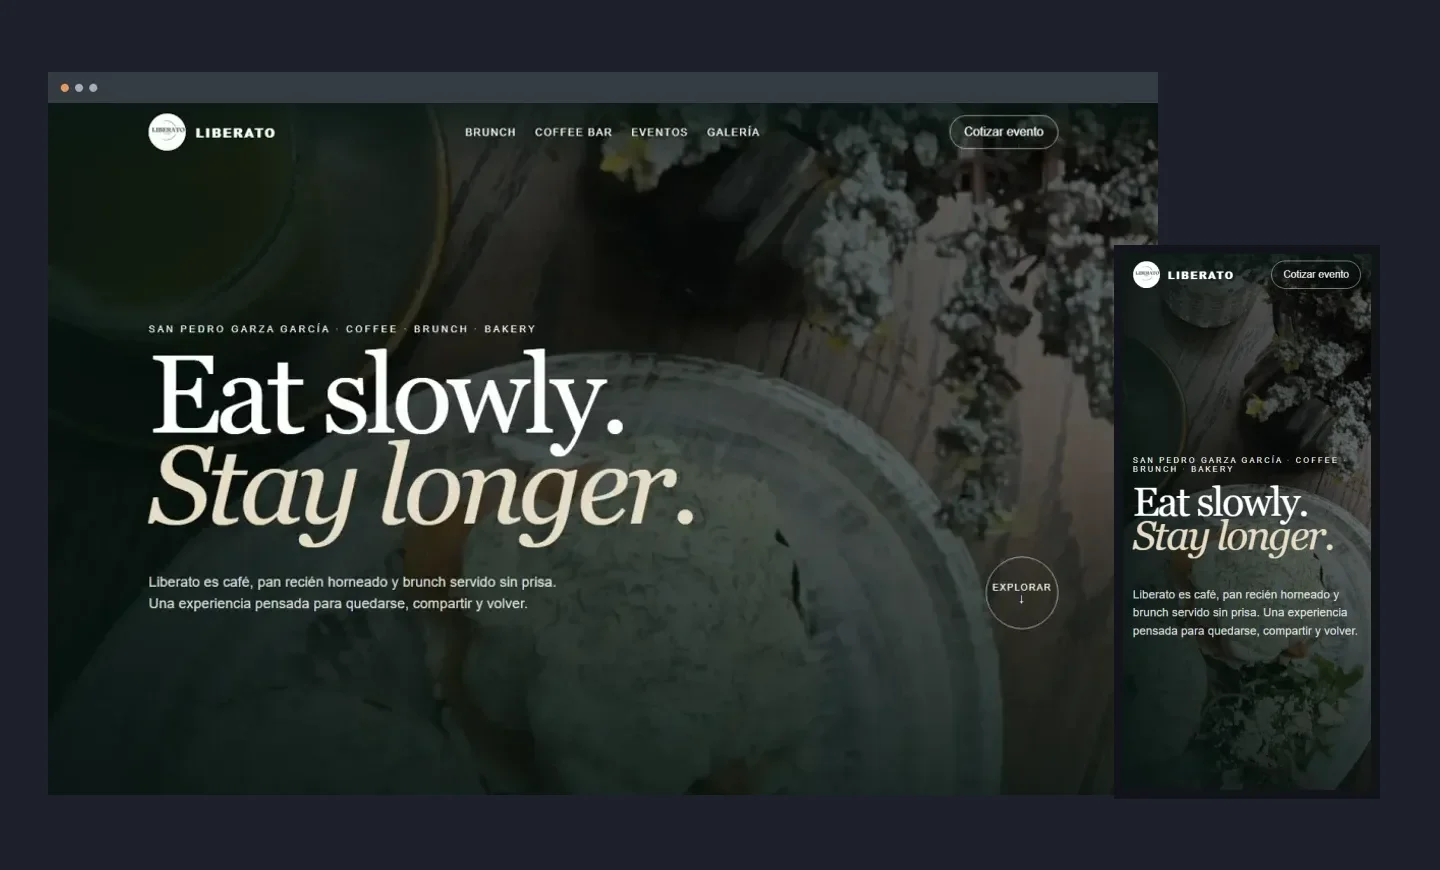 LIBERATO
LIBERATO
BRUNCH
COFFEE BAR
EVENTOS
GALERÍA
Cotizar evento
SAN PEDRO GARZA GARCÍA · COFFEE · BRUNCH · BAKERY
Eat slowly.
Stay longer.
Liberato es café, pan recién horneado y brunch servido sin prisa.
Una experiencia pensada para quedarse, compartir y volver.
EXPLORAR
↓
LIBERATO
LIBERATO
Cotizar evento
SAN PEDRO GARZA GARCÍA · COFFEE ·
BRUNCH · BAKERY
Eat slowly.
Stay longer.
Liberato es café, pan recién horneado y
brunch servido sin prisa. Una experiencia
pensada para quedarse, compartir y volver.